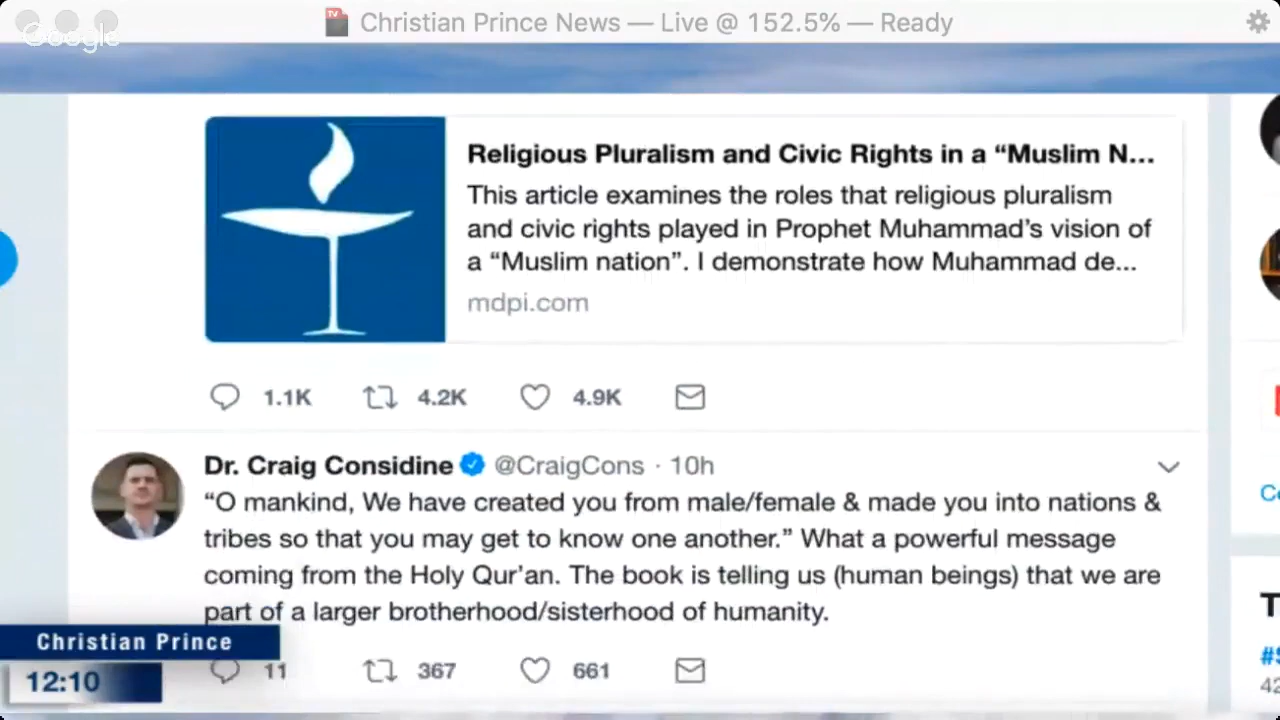 Google
Christian Prince News — Live @ 152.5% — Ready
Religious Pluralism and Civic Rights in a “Muslim N...
This article examines the roles that religious pluralism
and civic rights played in Prophet Muhammad’s vision of
a “Muslim nation”. I demonstrate how Muhammad de...
mdpi.com
1.1K 4.2K 4.9K
Dr. Craig Considine @CraigCons · 10h
“O mankind, We have created you from male/female & made you into nations &
tribes so that you may get to know one another.” What a powerful message
coming from the Holy Qur’an. The book is telling us (human beings) that we are
part of a larger brotherhood/sisterhood of humanity.
11 367 661
Christian Prince
12:10